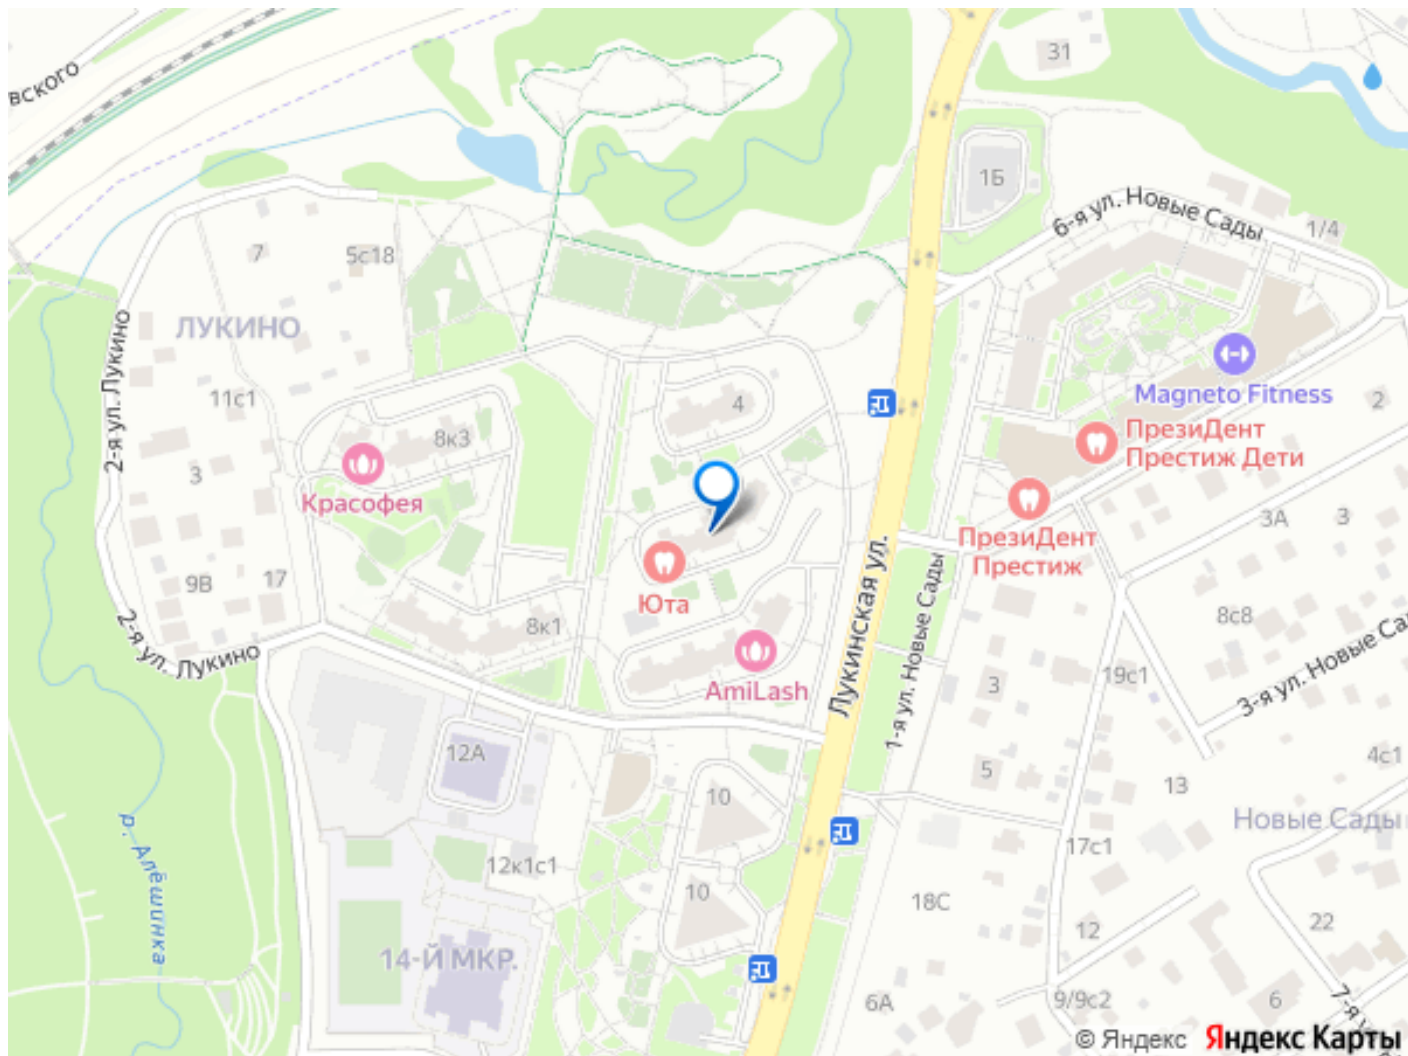 вского
31
1Б
6-я ул. Новые Сады
1/4
7
5с18
ЛУКИНО
2-я ул. Лукино
11с1
Magneto Fitness
2
4
8к3
ПрезиДент
Престиж Дети
3
Красофея
3А
3
ПрезиДент
Престиж
Лукинская ул.
9В
17
Юта
1-я ул. Новые Сады
8с8
2-я ул. Лукино
8к1
3-я ул. Новые Са
19с1
3
AmiLash
12А
4с1
5
13
10
р. Алёшинка
Новые Сады
17с1
12к1с1
10
18С
22
12
14-Й МКР.
6А
9/9с2
6
7-я у
© Яндекс Яндекс Карты